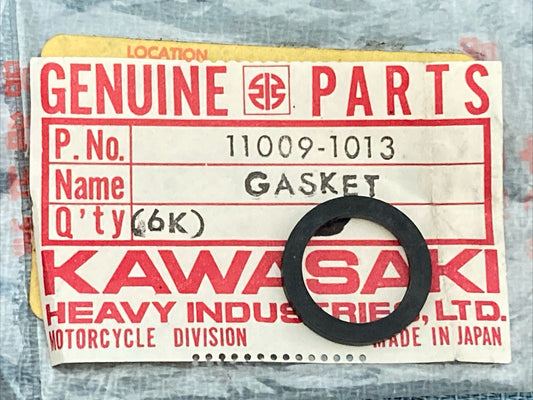 LOCATION
GENUINE PARTS
P.No. 11009-1013
Name GASKET
Q'ty (6K)
KAWASAKI
HEAVY INDUSTRIES, LTD.
MOTORCYCLE DIVISION MADE IN JAPAN